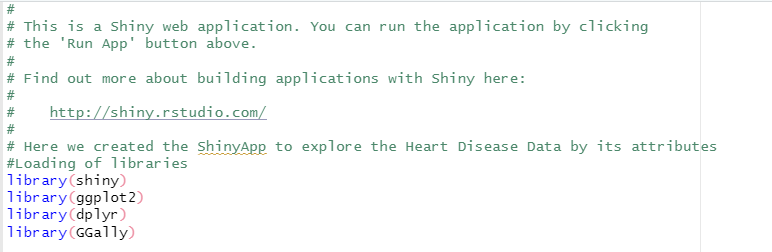 #
# This is a Shiny web application. You can run the application by clicking
# the 'Run App' button above.
#
# Find out more about building applications with Shiny here:
#
#    http://shiny.rstudio.com/
#
# Here we created the ShinyApp to explore the Heart Disease Data by its attributes
#Loading of libraries
library(shiny)
library(ggplot2)
library(dplyr)
library(GGally)